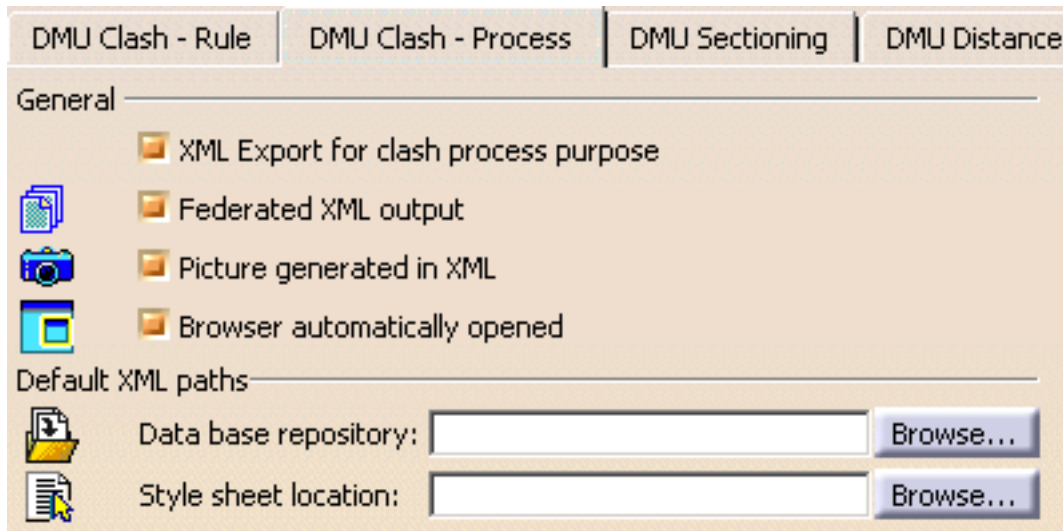 DMU Clash - Rule DMU Clash - Process DMU Sectioning DMU Distance
General
XML Export for clash process purpose
Federated XML output
Picture generated in XML
Browser automatically opened
Default XML paths
Data base repository: Browse...
Style sheet location: Browse...